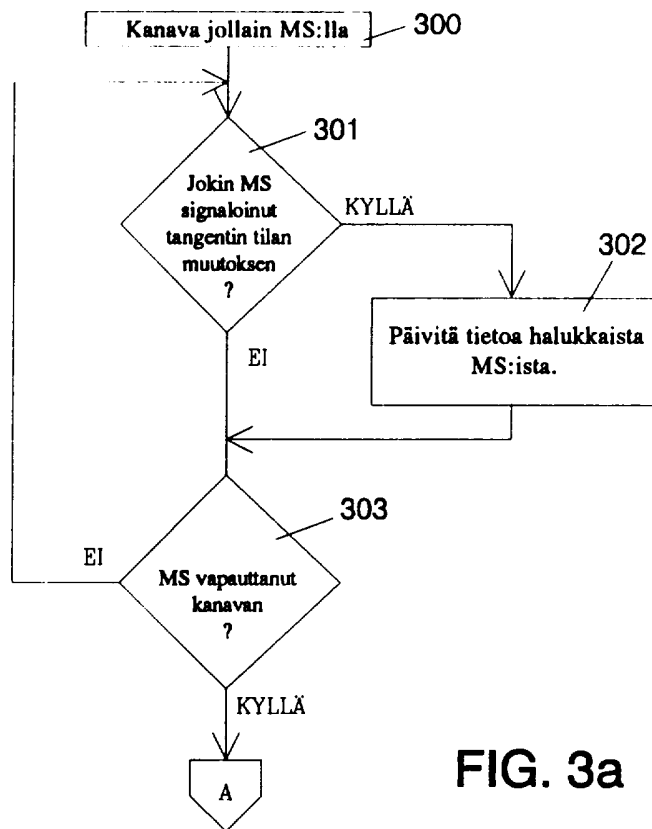 Kanava jollain MS:lla
300
301
Jokin MS
signaloinut
tangentin tilan
muutoksen
?
KYLLÄ
302
Päivitä tietoa halukkaista
MS:ista.
EI
303
EI
MS vapauttanut
kanavan
?
KYLLÄ
A
FIG. 3a